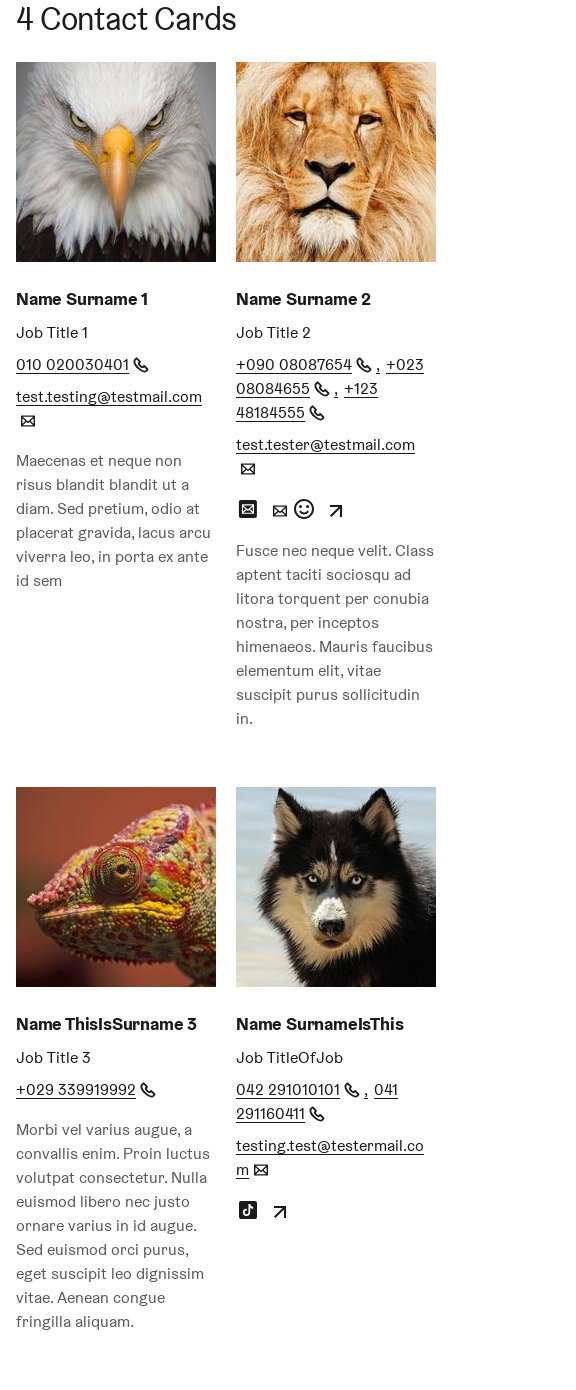 4 Contact Cards
Name Surname 1
Job Title 1
010 020030401
test.testing@testmail.com
Maecenas et neque non
risus blandit blandit ut a
diam. Sed pretium, odio at
placerat gravida, lacus arcu
viverra leo, in porta ex ante
id sem
Name Surname 2
Job Title 2
+090 08087654 , +023
08084655 , +123
48184555
test.tester@testmail.com
Fusce nec neque velit. Class
aptent taciti sociosqu ad
litora torquent per conubia
nostra, per inceptos
himenaeos. Mauris faucibus
elementum elit, vitae
suscipit purus sollicitudin
in.
Name ThisIsSurname 3
Job Title 3
+029 339919992
Morbi vel varius augue, a
convallis enim. Proin luctus
volutpat consectetur. Nulla
euismod libero nec justo
ornare varius in id augue.
Sed euismod orci purus,
eget suscipit leo dignissim
vitae. Aenean congue
fringilla aliquam.
Name SurnameIsThis
Job TitleOfJob
042 291010101 , 041
291160411
testing.test@testermail.co
m